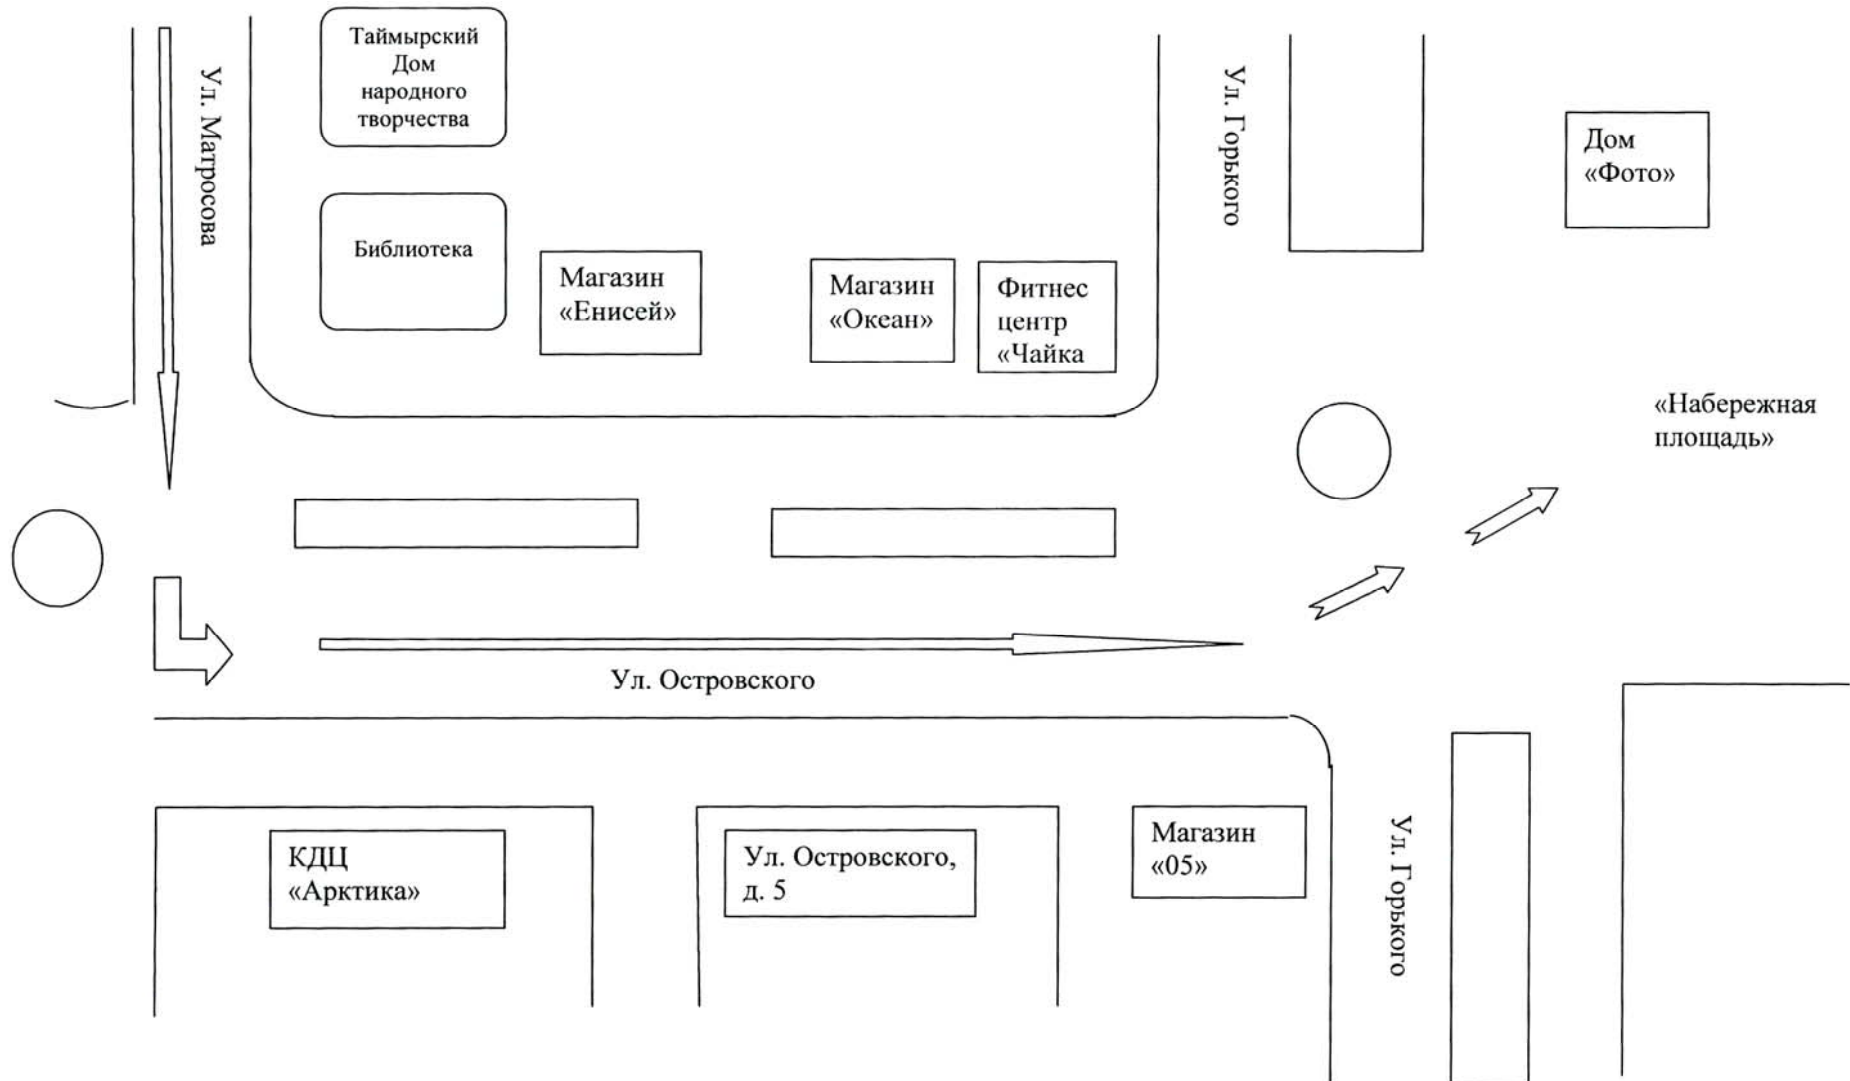 Таймырский
Дом
народного
творчества
Ул. Матросова
Библиотека
Магазин
«Енисей»
Магазин
«Океан»
Фитнес
центр
«Чайка
Ул. Горького
Дом
«Фото»
«Набережная
площадь»
Ул. Островского
КДЦ
«Арктика»
Ул. Островского,
д. 5
Магазин
«05»
Ул. Горького